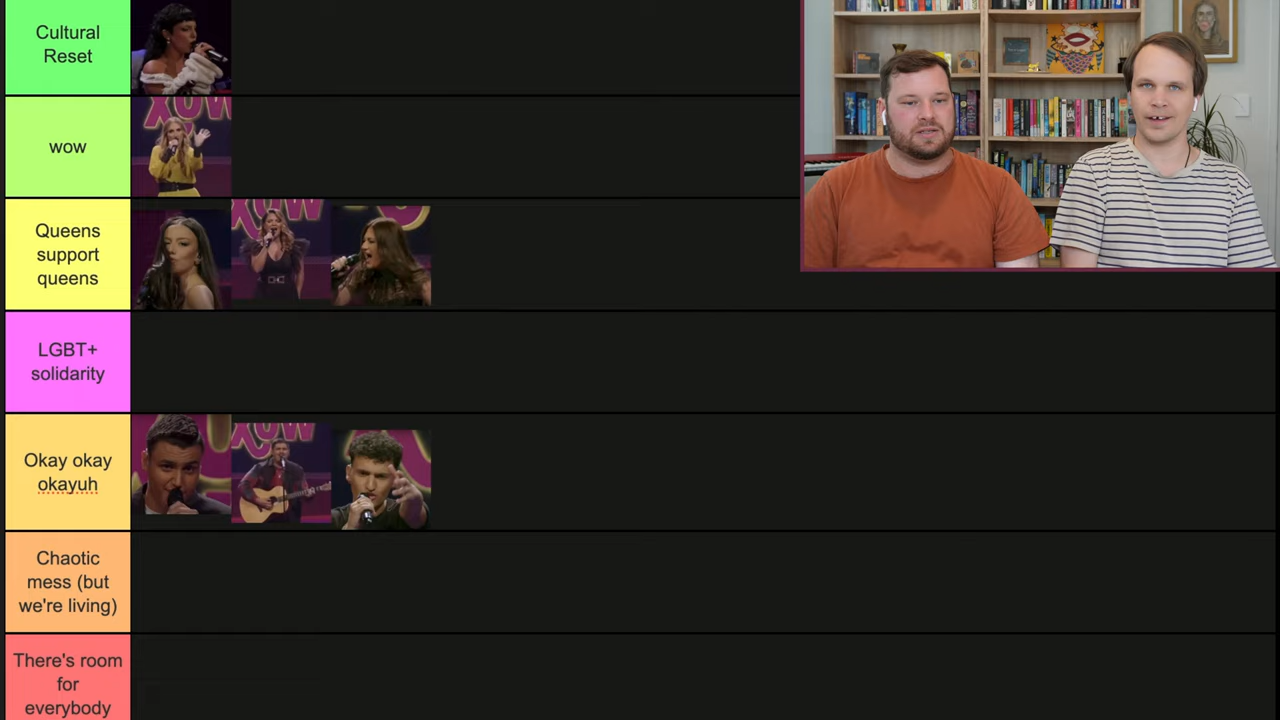 Cultural
Reset
wow
Queens
support
queens
LGBT+
solidarity
Okay okay
okayuh
Chaotic
mess (but
we're living)
There's room
for
everybody